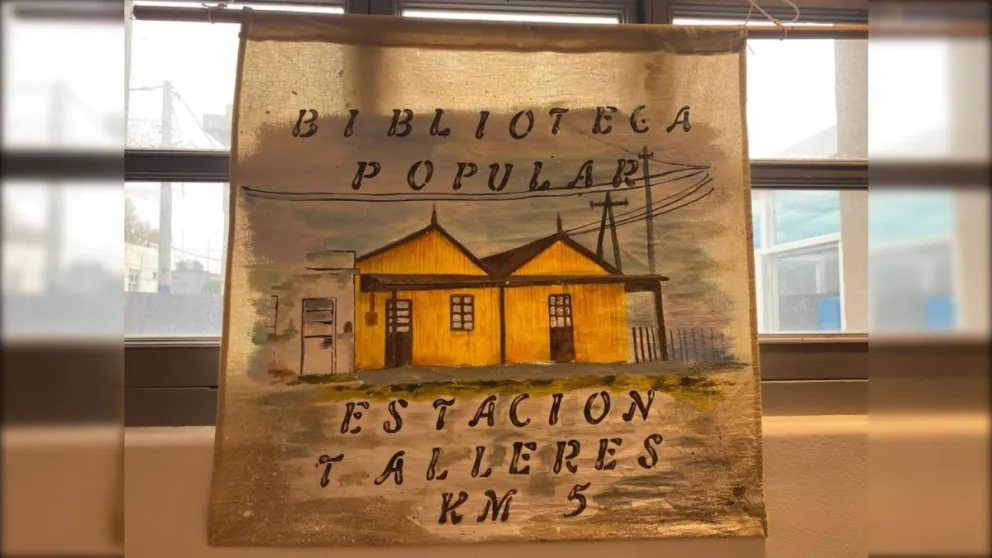 BIBLIOTECA
POPULAR
ESTACION
TALLERES
KM 5